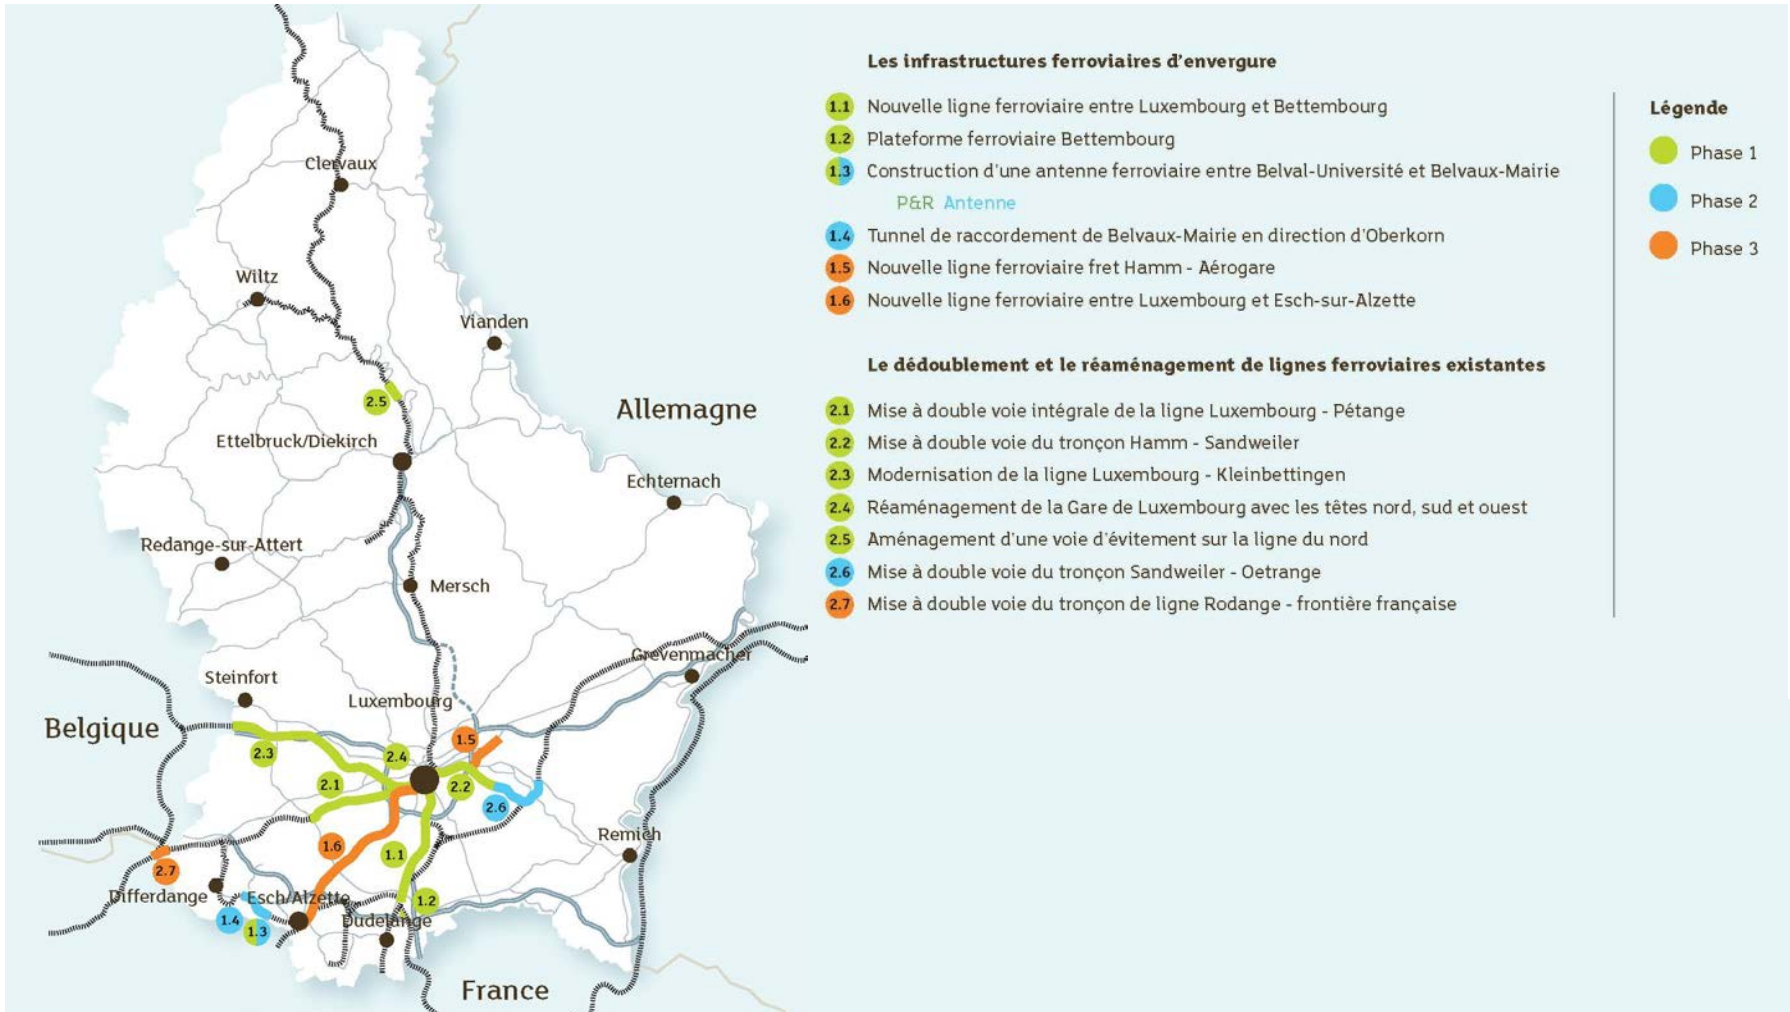 Clervaux
Wiltz
Vianden
2.5
Allemagne
Ettelbruck/Diekirch
Echternach
Redange-sur-Attert
Mersch
Grevenmacher
Steinfort
Luxembourg
Belgique
2.3
2.4
1.5
2.1
2.2
2.6
1.6
1.1
Remich
2.7
Differdange
Esch/Alzette
1.2
1.4
1.3
Dudelange
France
Les infrastructures ferroviaires d'envergure
1.1 Nouvelle ligne ferroviaire entre Luxembourg et Bettembourg
1.2 Plateforme ferroviaire Bettembourg
1.3 Construction d'une antenne ferroviaire entre Belval-Université et Belvaux-Mairie
P&R Antenne
1.4 Tunnel de raccordement de Belvaux-Mairie en direction d'Oberkorn
1.5 Nouvelle ligne ferroviaire fret Hamm - Aérogare
1.6 Nouvelle ligne ferroviaire entre Luxembourg et Esch-sur-Alzette
Le dédoublement et le réaménagement de lignes ferroviaires existantes
2.1 Mise à double voie intégrale de la ligne Luxembourg - Pétange
2.2 Mise à double voie du tronçon Hamm - Sandweiler
2.3 Modernisation de la ligne Luxembourg - Kleinbettingen
2.4 Réaménagement de la Gare de Luxembourg avec les têtes nord, sud et ouest
2.5 Aménagement d'une voie d'évitement sur la ligne du nord
2.6 Mise à double voie du tronçon Sandweiler - Oetrange
2.7 Mise à double voie du tronçon de ligne Rodange - frontière française
Légende
Phase 1
Phase 2
Phase 3